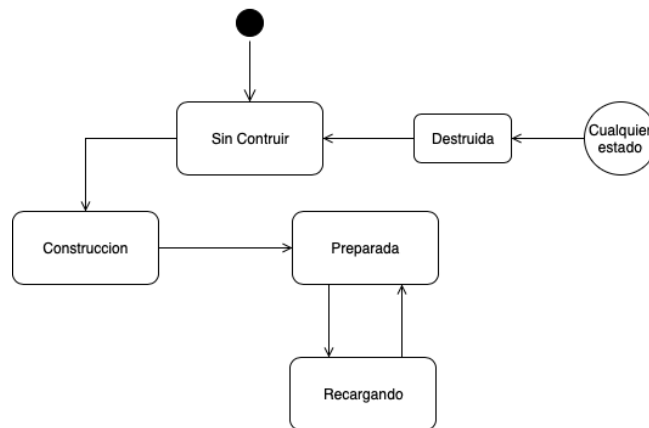 Sin Contruir
Destruida
Cualquier
estado
Construccion
Preparada
Recargando